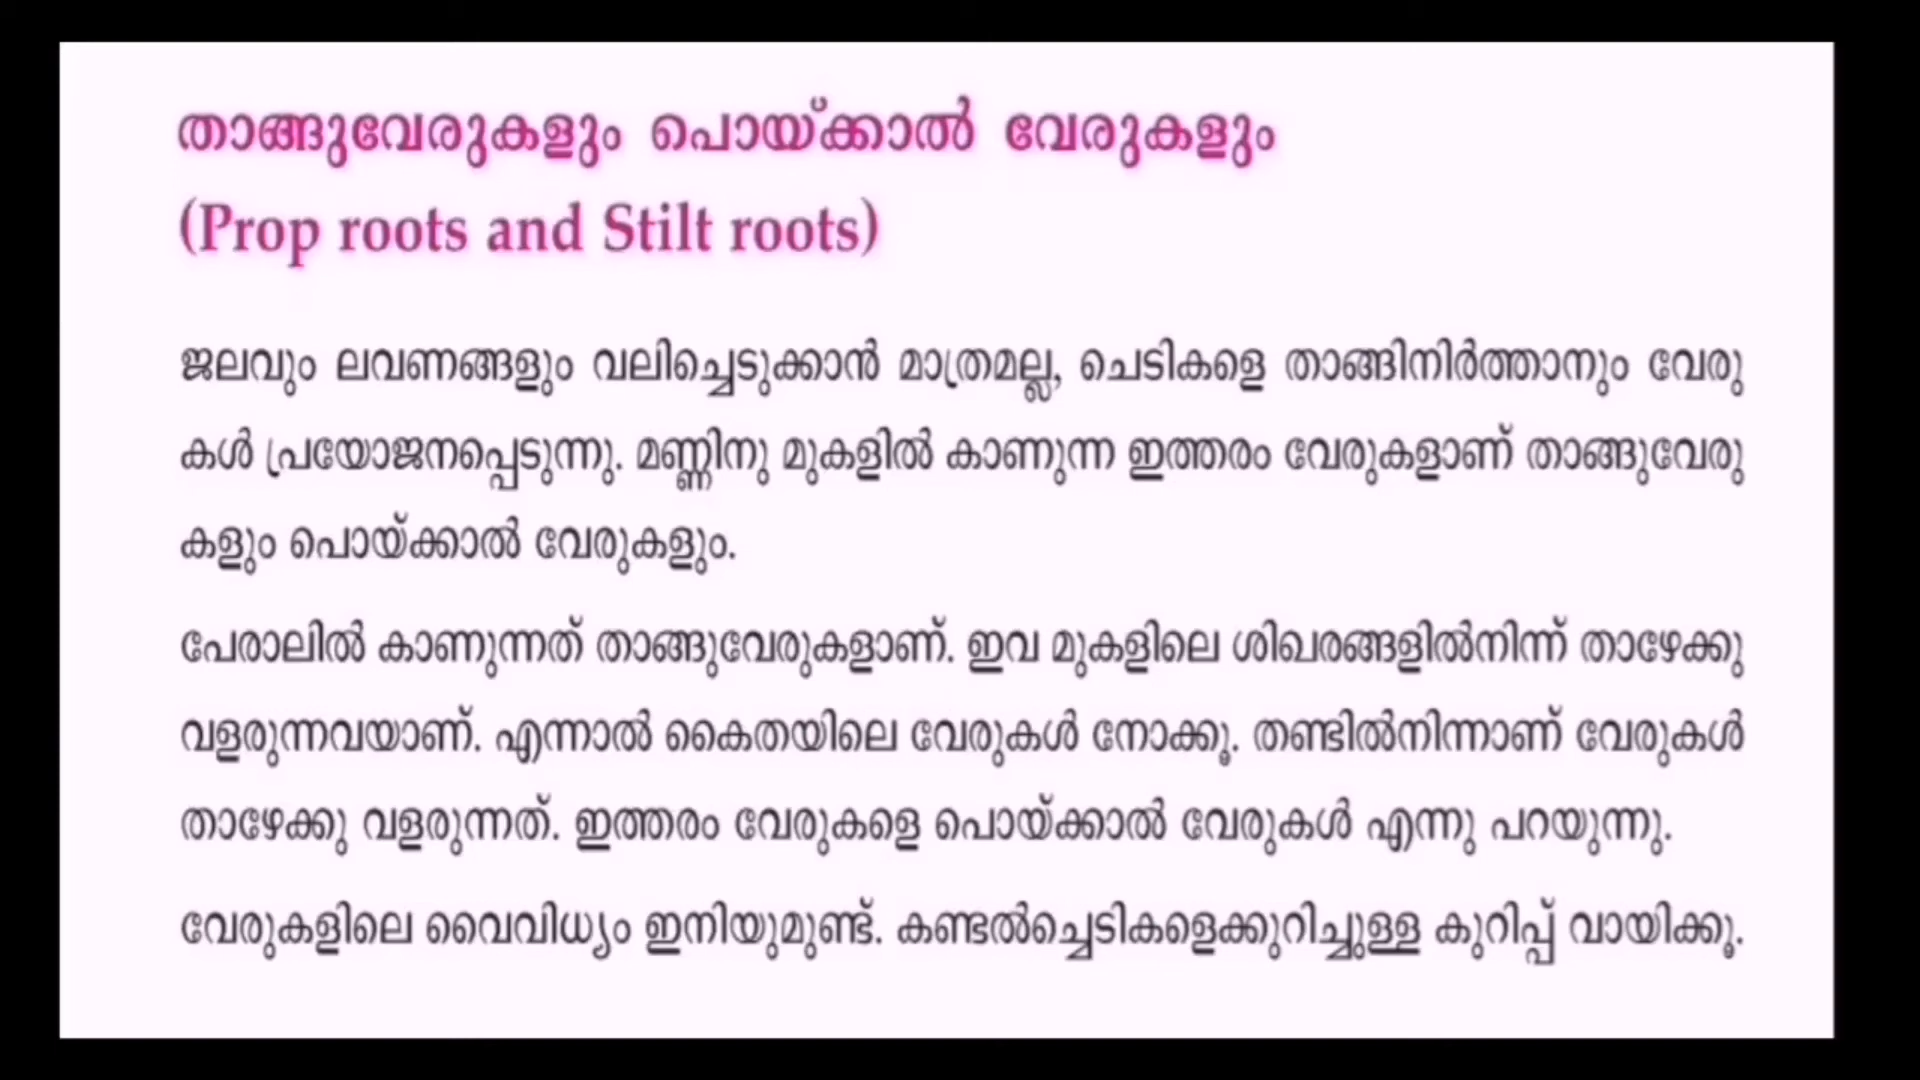 താങ്ങുവേരുകളും പൊയ്ക്കാൽ വേരുകളും
(Prop roots and Stilt roots)
ജലവും ലവണങ്ങളും വലിച്ചെടുക്കാൻ മാത്രമല്ല, ചെടികളെ താങ്ങിനിർത്താനും വേരു
കൾ പ്രയോജനപ്പെടുന്നു. മണ്ണിനു മുകളിൽ കാണുന്ന ഇത്തരം വേരുകളാണ് താങ്ങുവേരു
കളും പൊയ്ക്കാൽ വേരുകളും.
പേരാലിൽ കാണുന്നത് താങ്ങുവേരുകളാണ്. ഇവ മുകളിലെ ശിഖരങ്ങളിൽനിന്ന് താഴേക്കു
വളരുന്നവയാണ്. എന്നാൽ കൈതയിലെ വേരുകൾ നോക്കൂ. തണ്ടിൽനിന്നാണ് വേരുകൾ
താഴേക്കു വളരുന്നത്. ഇത്തരം വേരുകളെ പൊയ്ക്കാൽ വേരുകൾ എന്നു പറയുന്നു.
വേരുകളിലെ വൈവിധ്യം ഇനിയുമുണ്ട്. കണ്ടൽച്ചെടികളെക്കുറിച്ചുള്ള കുറിപ്പ് വായിക്കൂ.